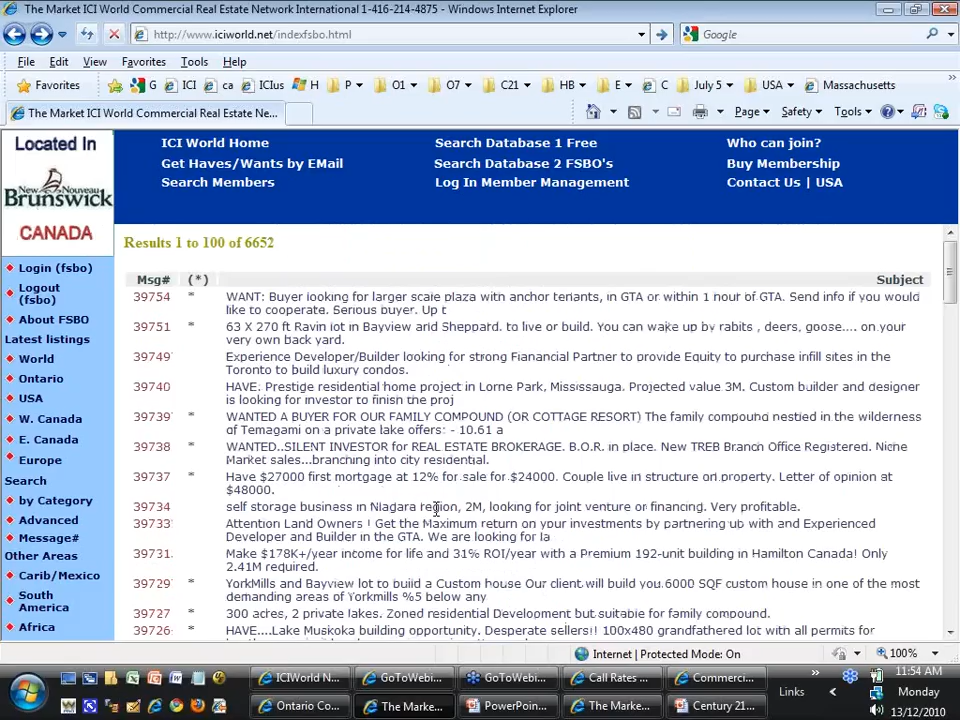 The Market ICI World Commercial Real Estate Network International 1-416-214-4875 - Windows Internet Explorer
http://www.iciworld.net/indexfsbo.html
Google
File Edit View Favorites Tools Help
Favorites G ICI ca ICIus H P O1 O7 C21 HB E C July 5 USA Massachusetts
The Market ICI World Commercial Real Estate Ne...
Page Safety Tools
Located In
New Nouveau
Brunswick
CANADA
Login (fsbo)
Logout
(fsbo)
About FSBO
Latest listings
World
Ontario
USA
W. Canada
E. Canada
Europe
Search
by Category
Advanced
Message#
Other Areas
Carib/Mexico
South
America
Africa
ICI World Home Search Database 1 Free Who can join?
Get Haves/Wants by EMail Search Database 2 FSBO's Buy Membership
Search Members Log In Member Management Contact Us | USA
Results 1 to 100 of 6652
Msg# (*) Subject
39754 * WANT: Buyer looking for larger scale plaza with anchor tenants, in GTA or within 1 hour of GTA. Send info if you would
like to cooperate. Serious buyer. Up t
39751 * 63 X 270 ft Ravin lot in Bayview and Sheppard. to live or build. You can wake up by rabits , deers, goose.... on your
very own back yard.
39749 * Experience Developer/Builder looking for strong Fianancial Partner to provide Equity to purchase infill sites in the
Toronto to build luxury condos.
39740 * HAVE. Prestige residential home project in Lorne Park, Mississauga. Projected value 3M. Custom builder and designer
is looking for investor to finish the proj
39739 * WANTED A BUYER FOR OUR FAMILY COMPOUND (OR COTTAGE RESORT) The family compound nestled in the wilderness
of Temagami on a private lake offers: - 10.61 a
39738 * WANTED..SILENT INVESTOR for REAL ESTATE BROKERAGE. B.O.R. in place. New TREB Branch Office Registered. Niche
Market sales...branching into city residential.
39737 * Have $27000 first mortgage at 12% for sale for $24000. Couple live in structure on property. Letter of opinion at
$48000.
39734 self storage business in Niagara region, 2M, looking for joint venture or financing. Very profitable.
39733 * Attention Land Owners ! Get the Maximum return on your investments by partnering up with and Experienced
Developer and Builder in the GTA. We are looking for la
39731 Make $178K+/year income for life and 31% ROI/year with a Premium 192-unit building in Hamilton Canada! Only
2.41M required.
39729 * YorkMills and Bayview lot to build a Custom house Our client will build you 6000 SQF custom house in one of the most
demanding areas of Yorkmills %5 below any
39727 * 300 acres, 2 private lakes. Zoned residential Development but suitable for family compound.
39726 * HAVE....Lake Muskoka building opportunity. Desperate sellers!! 100x480 grandfathered lot with all permits for
Internet | Protected Mode: On 100%
ICIWorld N... GoToWebi... GoToWebi... Call Rates ... Commerci...
Ontario Co... The Marke... PowerPoin... The Marke... Century 21...
Links
11:54 AM
Monday
13/12/2010